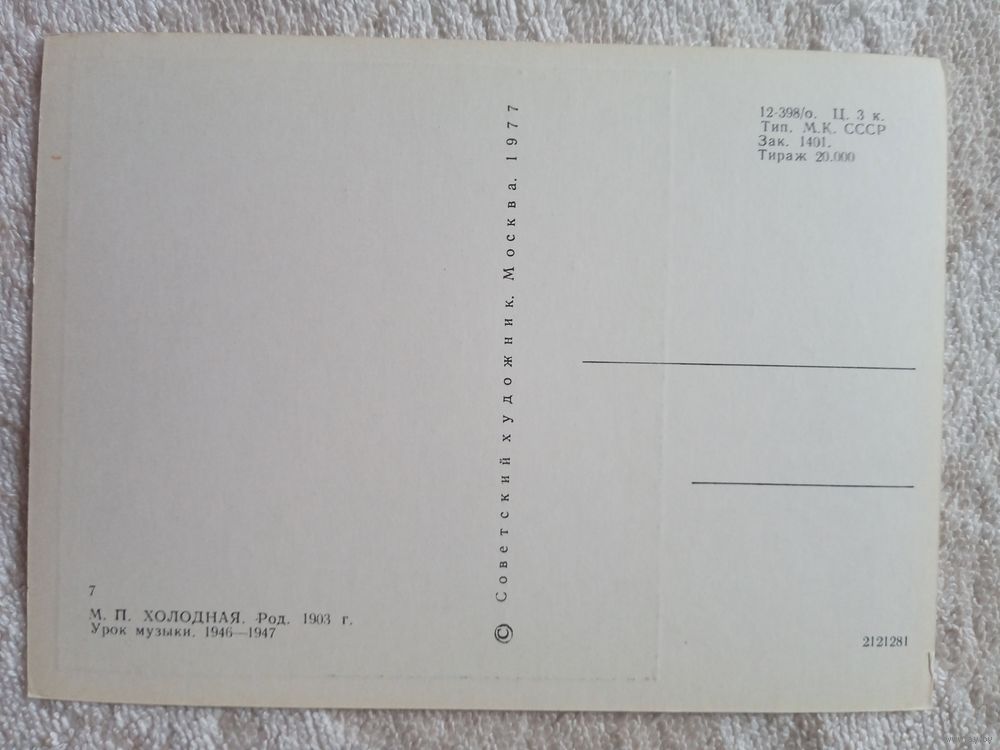 12-398/о. Ц. 3 к.
Тип. М.К. СССР
Зак. 1401.
Тираж 20.000
© Советский художник. Москва. 1977
7
М. П. ХОЛОДНАЯ. Род. 1903 г.
Урок музыки. 1946—1947
2121281